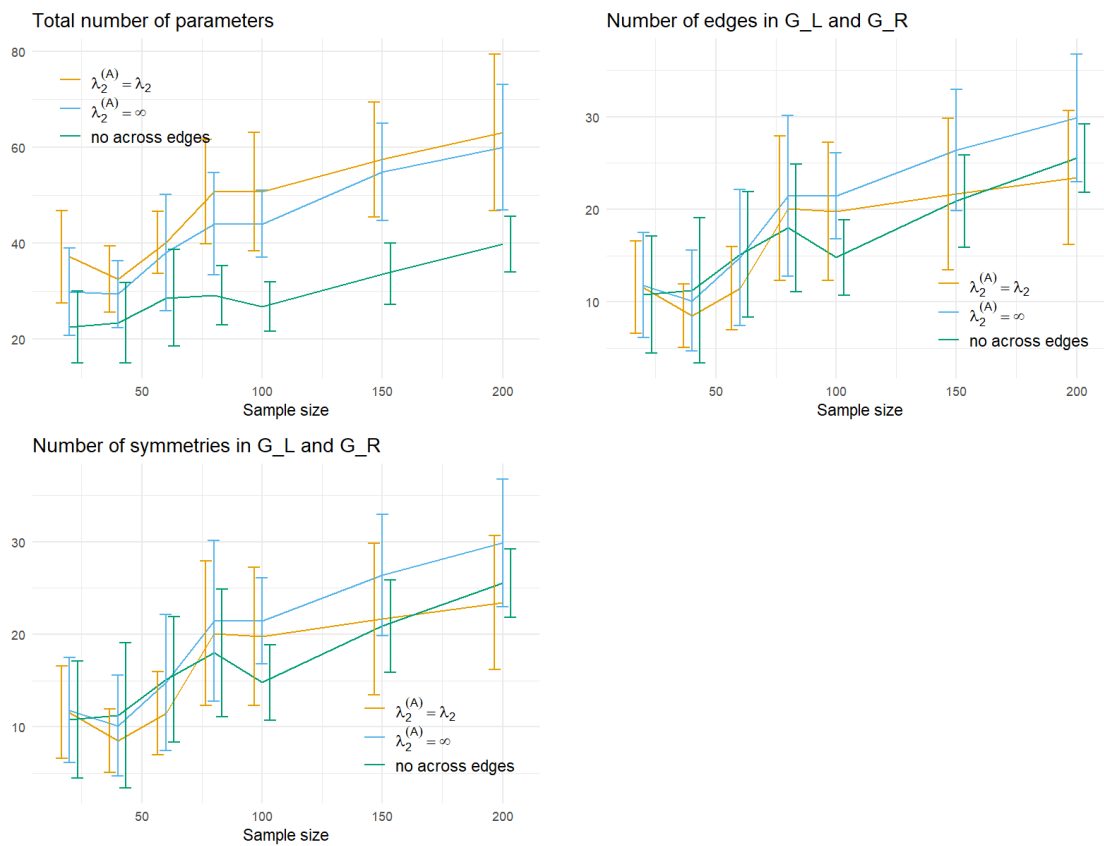 Total number of parameters
80
60
40
20
λ₂⁽ᴬ⁾ = λ₂
λ₂⁽ᴬ⁾ = ∞
no across edges
50 100 150 200
Sample size
Number of edges in G_L and G_R
30
20
10
λ₂⁽ᴬ⁾ = λ₂
λ₂⁽ᴬ⁾ = ∞
no across edges
50 100 150 200
Sample size
Number of symmetries in G_L and G_R
30
20
10
λ₂⁽ᴬ⁾ = λ₂
λ₂⁽ᴬ⁾ = ∞
no across edges
50 100 150 200
Sample size